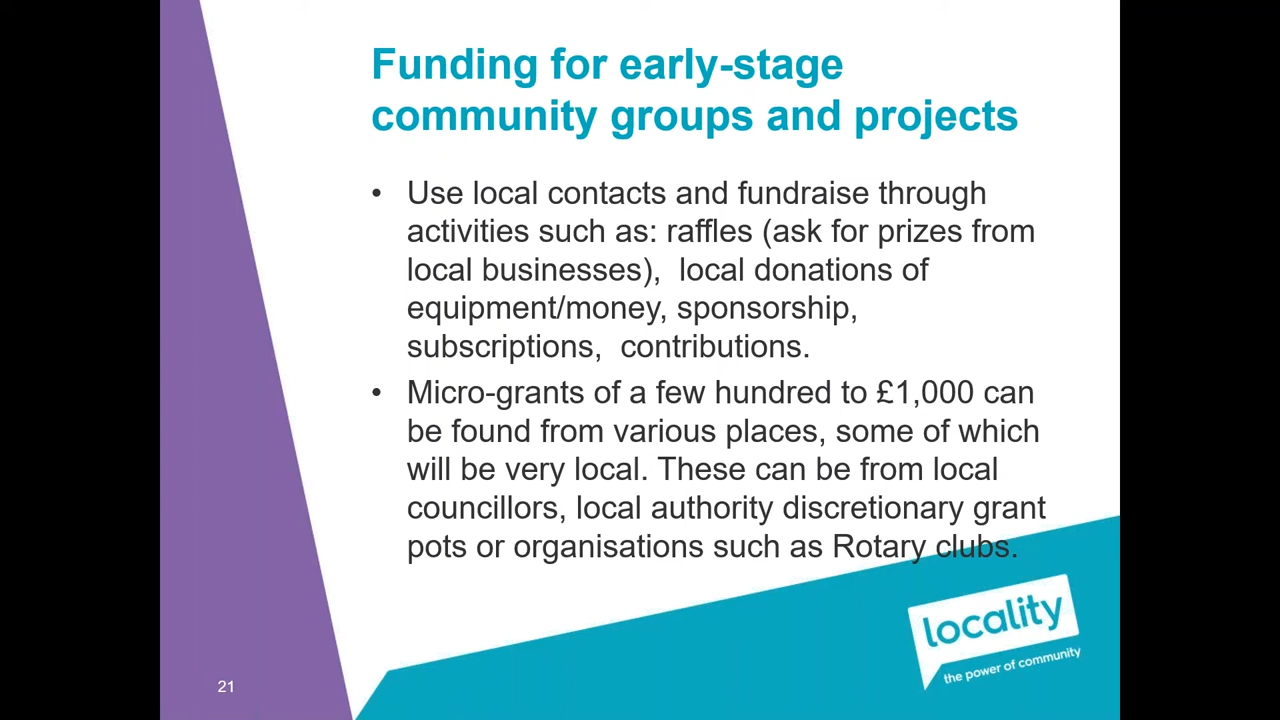 Funding for early-stage
community groups and projects
• Use local contacts and fundraise through
activities such as: raffles (ask for prizes from
local businesses),  local donations of
equipment/money, sponsorship,
subscriptions,  contributions.
• Micro-grants of a few hundred to £1,000 can
be found from various places, some of which
will be very local. These can be from local
councillors, local authority discretionary grant
pots or organisations such as Rotary clubs.
locality
the power of community
21